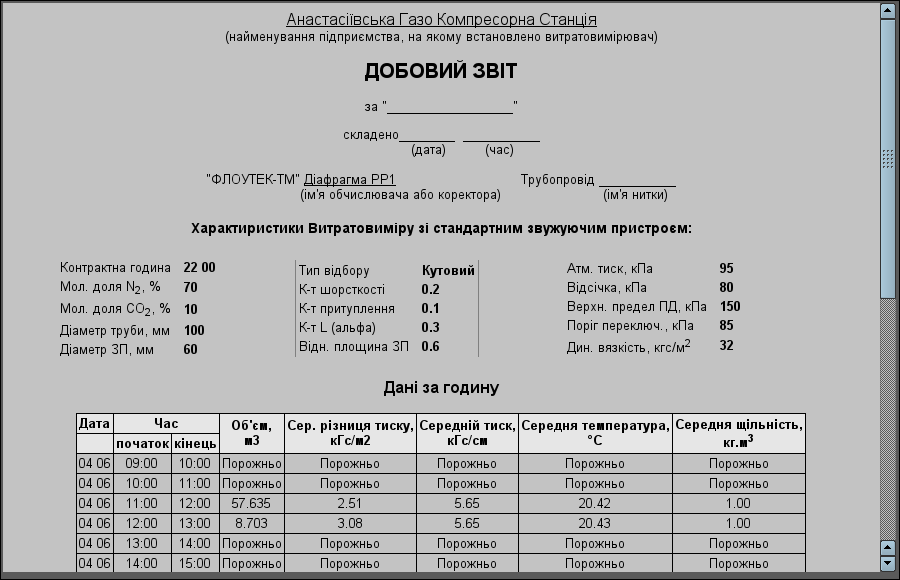 Анастасіївська Газо Компресорна Станція
(найменування підприємства, на якому встановлено витратовимірювач)
ДОБОВИЙ ЗВІТ
за "__________________"
складено________ ___________
(дата) (час)
"ФЛОУТЕК-ТМ" Діафрагма PP1 Трубопровід ___________
(ім'я обчислювача або коректора) (ім'я нитки)
Характиристики Витратовиміру зі стандартним звужуючим пристроєм:
Контрактна година 22 00 Тип відбору Кутовий Атм. тиск, кПа 95
Мол. доля N2, % 70 К-т шорсткості 0.2 Відсічка, кПа 80
Мол. доля CO2, % 10 К-т притуплення 0.1 Верхн. предел ПД, кПа 150
Діаметр труби, мм 100 К-т L (альфа) 0.3 Поріг переключ., кПа 85
Діаметр ЗП, мм 60 Відн. площина ЗП 0.6 Дин. вязкість, кгс/м2 32
Дані за годину
Дата Час Об'єм, м3 Сер. різниця тиску, кГс/м2 Середній тиск, кГс/см Середня температура, °C Середня щільність, кг.м3
початок кінець
04 06 09:00 10:00 Порожньо Порожньо Порожньо Порожньо Порожньо
04 06 10:00 11:00 Порожньо Порожньо Порожньо Порожньо Порожньо
04 06 11:00 12:00 57.635 2.51 5.65 20.42 1.00
04 06 12:00 13:00 8.703 3.08 5.65 20.43 1.00
04 06 13:00 14:00 Порожньо Порожньо Порожньо Порожньо Порожньо
04 06 14:00 15:00 Порожньо Порожньо Порожньо Порожньо Порожньо